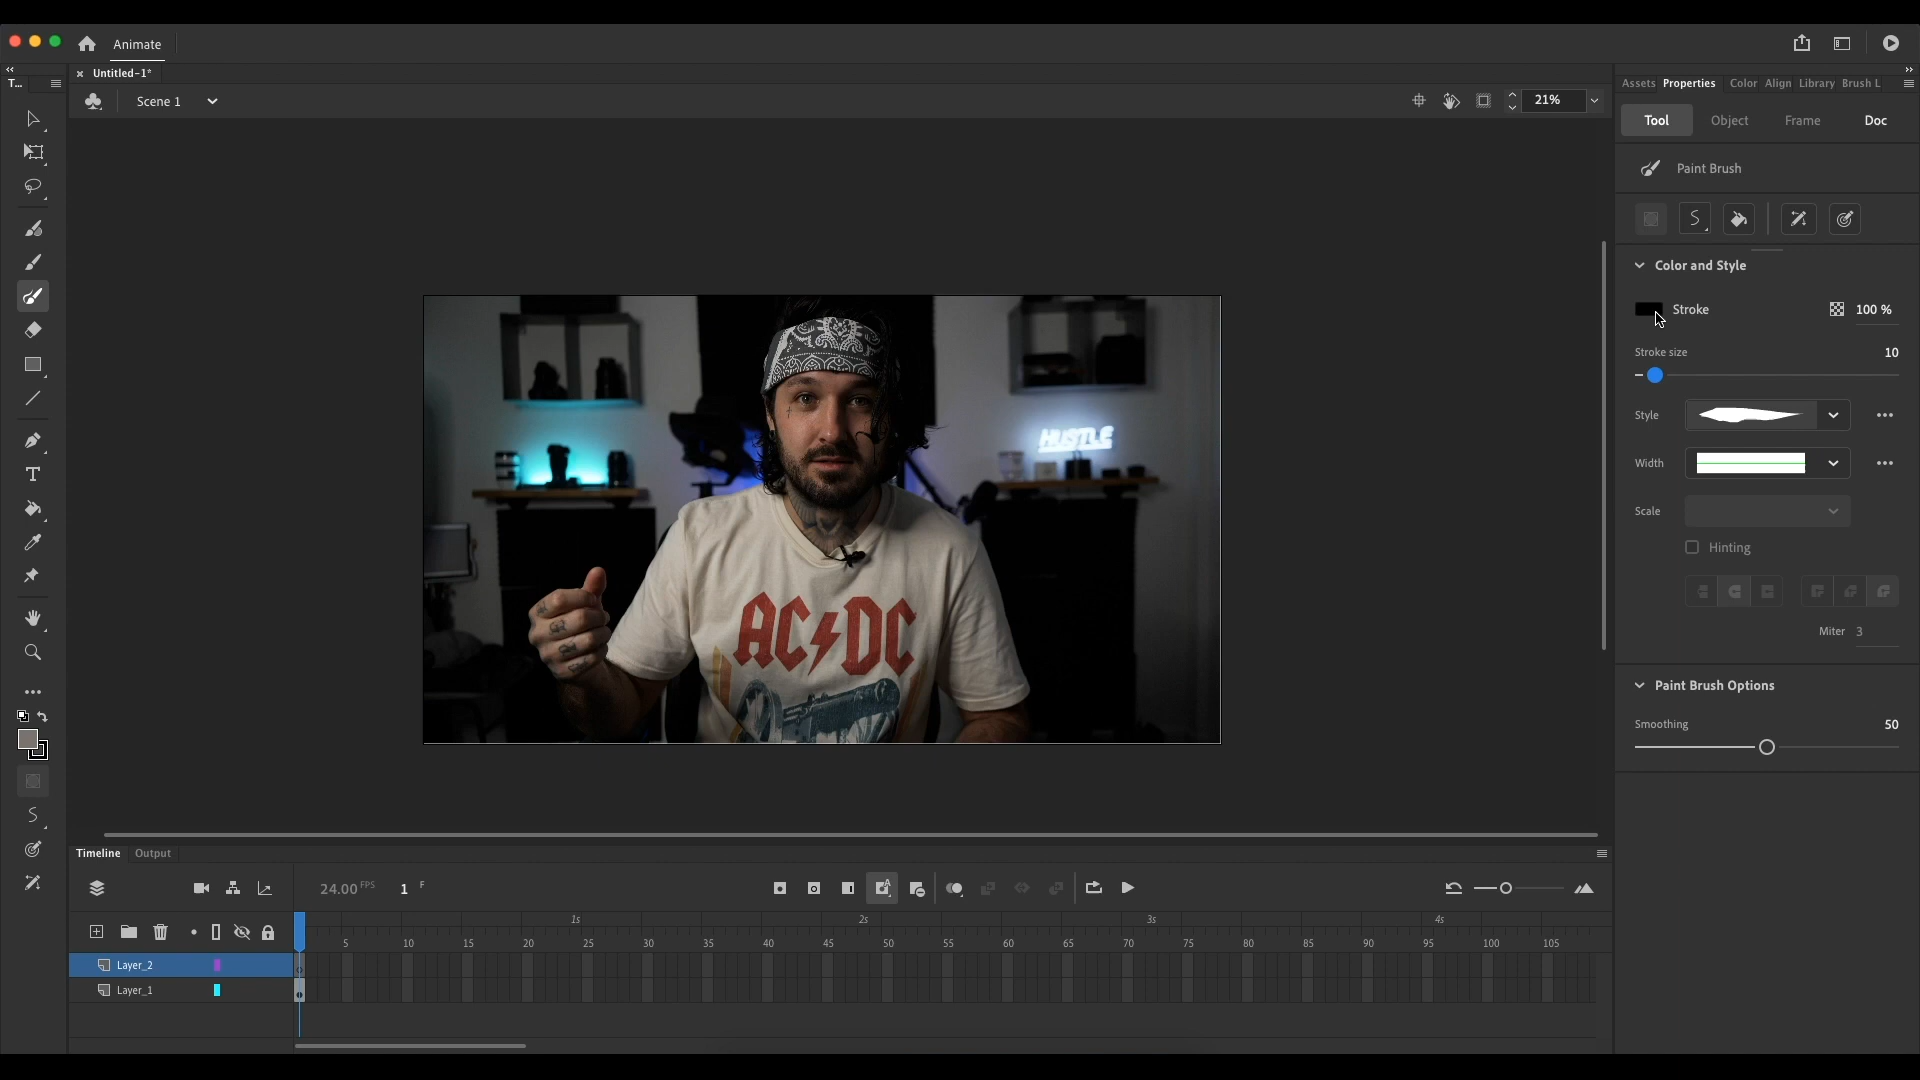 Animate
T...
Untitled-1*
Scene 1
21%
Assets Properties Color Align Library Brush L
Tool Object Frame Doc
Paint Brush
Color and Style
Stroke 100 %
Stroke size 10
Style
Width
Scale
Hinting
Miter 3
Paint Brush Options
Smoothing 50
HUSTLE
AC DC
Timeline Output
24.00 FPS 1 F
1s 2s 3s 4s
5 10 15 20 25 30 35 40 45 50 55 60 65 70 75 80 85 90 95 100 105
Layer_2
Layer_1